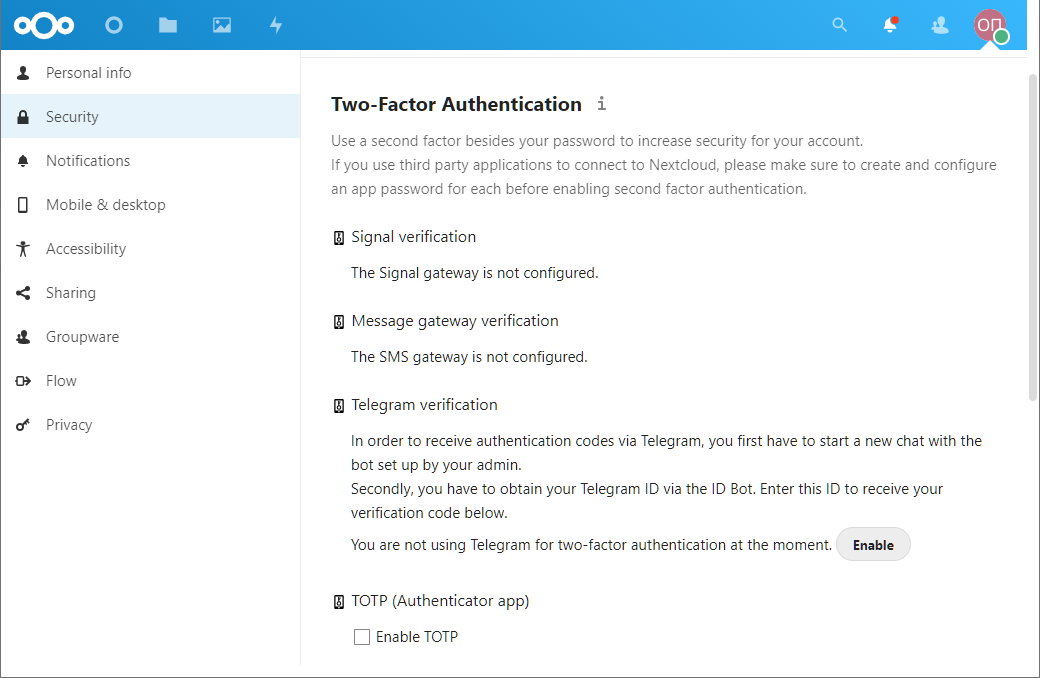 ОП
Personal info
Security
Notifications
Mobile & desktop
Accessibility
Sharing
Groupware
Flow
Privacy
Two-Factor Authentication
Use a second factor besides your password to increase security for your account.
If you use third party applications to connect to Nextcloud, please make sure to create and configure
an app password for each before enabling second factor authentication.
Signal verification
The Signal gateway is not configured.
Message gateway verification
The SMS gateway is not configured.
Telegram verification
In order to receive authentication codes via Telegram, you first have to start a new chat with the
bot set up by your admin.
Secondly, you have to obtain your Telegram ID via the ID Bot. Enter this ID to receive your
verification code below.
You are not using Telegram for two-factor authentication at the moment. Enable
TOTP (Authenticator app)
Enable TOTP